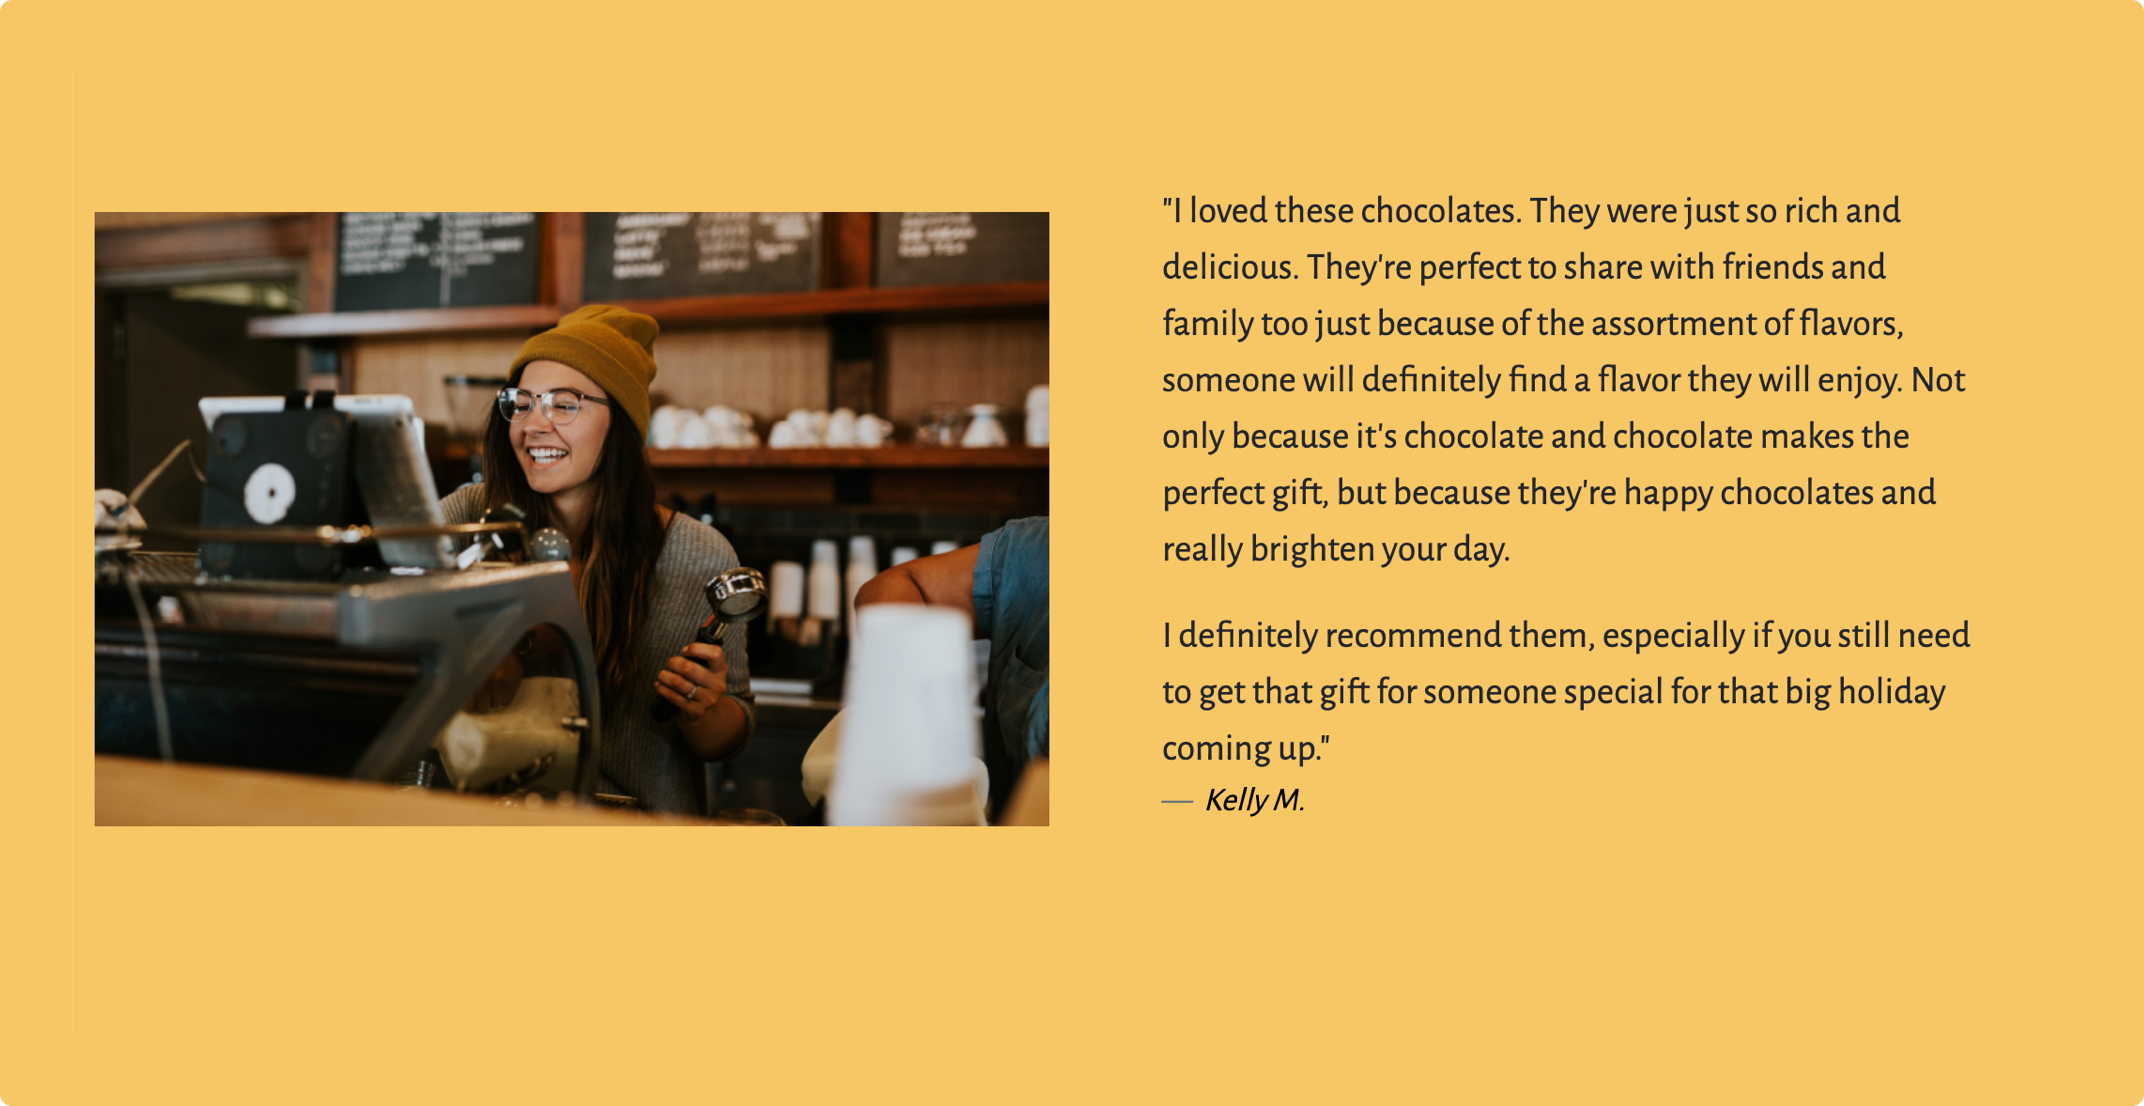 "I loved these chocolates. They were just so rich and
delicious. They're perfect to share with friends and
family too just because of the assortment of flavors,
someone will definitely find a flavor they will enjoy. Not
only because it's chocolate and chocolate makes the
perfect gift, but because they're happy chocolates and
really brighten your day.
I definitely recommend them, especially if you still need
to get that gift for someone special for that big holiday
coming up."
— Kelly M.